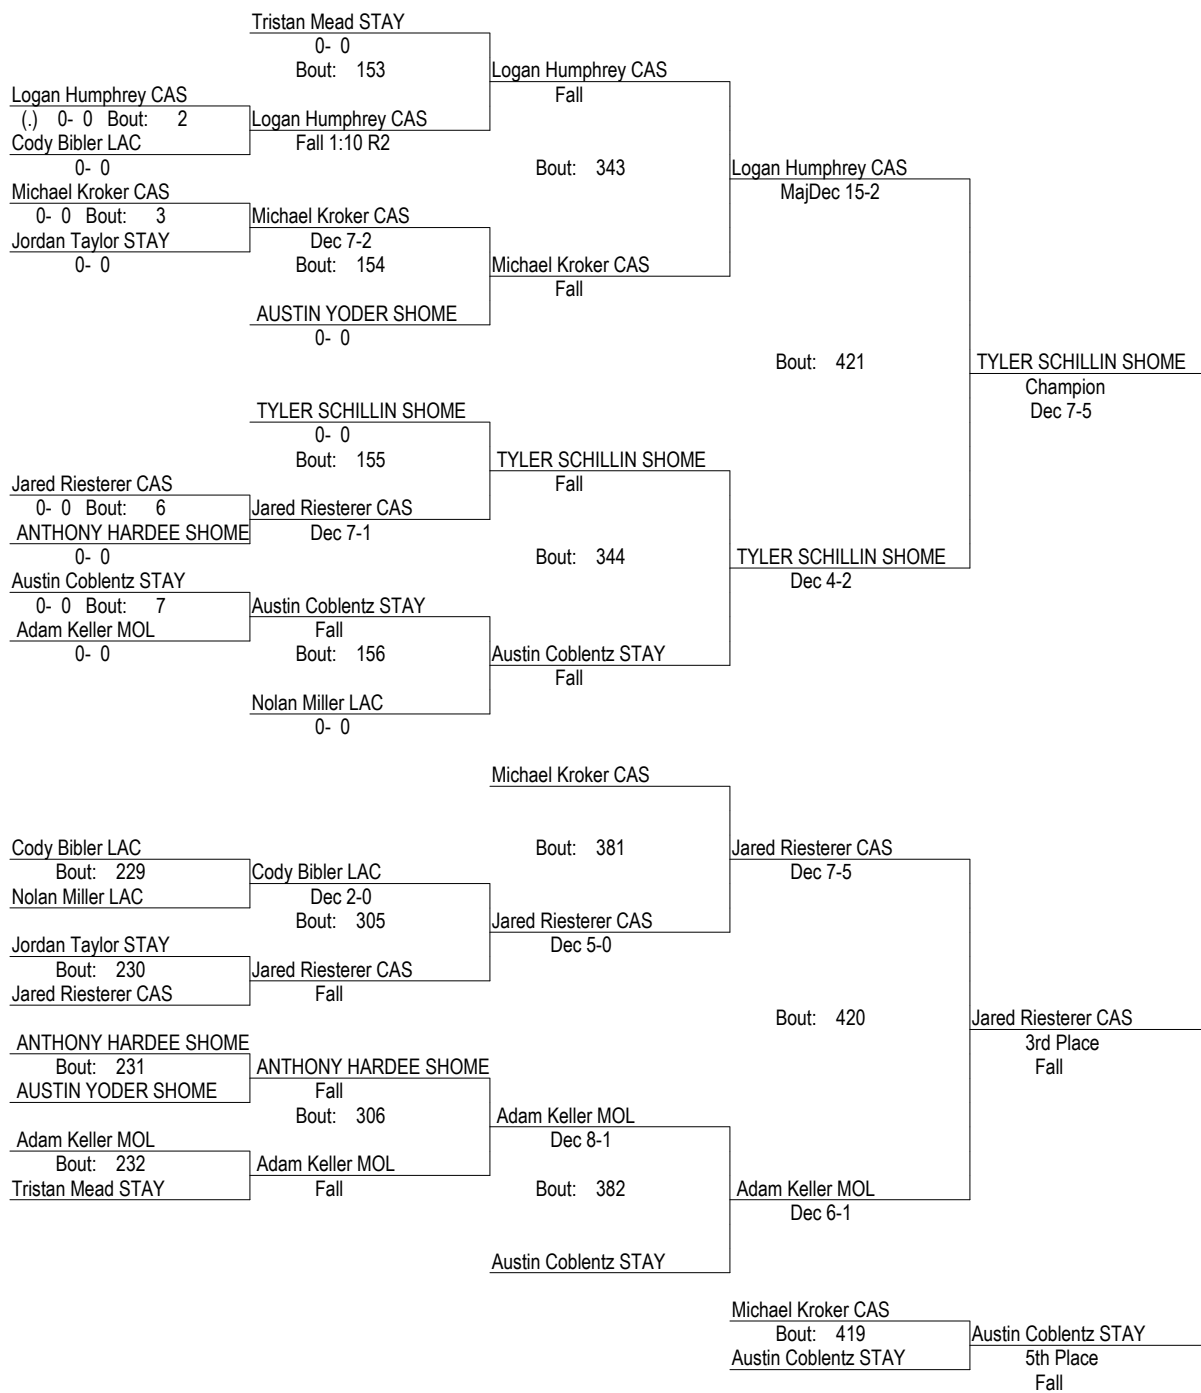 Tristan Mead STAY
0- 0
Bout: 153
Logan Humphrey CAS
Fall
Logan Humphrey CAS
(.) 0- 0 Bout: 2
Logan Humphrey CAS
Cody Bibler LAC
Fall 1:10 R2
0- 0
Bout: 343
Logan Humphrey CAS
MajDec 15-2
Michael Kroker CAS
0- 0 Bout: 3
Michael Kroker CAS
Jordan Taylor STAY
Dec 7-2
0- 0
Bout: 154
Michael Kroker CAS
Fall
AUSTIN YODER SHOME
0- 0
Bout: 421
TYLER SCHILLIN SHOME
Champion
Dec 7-5
TYLER SCHILLIN SHOME
0- 0
Bout: 155
TYLER SCHILLIN SHOME
Fall
Jared Riesterer CAS
0- 0 Bout: 6
Jared Riesterer CAS
ANTHONY HARDEE SHOME
Dec 7-1
0- 0
Bout: 344
TYLER SCHILLIN SHOME
Dec 4-2
Austin Coblentz STAY
0- 0 Bout: 7
Austin Coblentz STAY
Adam Keller MOL
Fall
0- 0
Bout: 156
Austin Coblentz STAY
Fall
Nolan Miller LAC
0- 0
Michael Kroker CAS
Cody Bibler LAC
Bout: 381
Jared Riesterer CAS
Bout: 229
Cody Bibler LAC
Dec 7-5
Nolan Miller LAC
Dec 2-0
Bout: 305
Jared Riesterer CAS
Dec 5-0
Jordan Taylor STAY
Bout: 230
Jared Riesterer CAS
Jared Riesterer CAS
Fall
Bout: 420
Jared Riesterer CAS
3rd Place
Fall
ANTHONY HARDEE SHOME
Bout: 231
ANTHONY HARDEE SHOME
AUSTIN YODER SHOME
Fall
Bout: 306
Adam Keller MOL
Dec 8-1
Adam Keller MOL
Bout: 232
Adam Keller MOL
Tristan Mead STAY
Fall
Bout: 382
Adam Keller MOL
Dec 6-1
Austin Coblentz STAY
Michael Kroker CAS
Bout: 419
Austin Coblentz STAY
Austin Coblentz STAY
5th Place
Fall